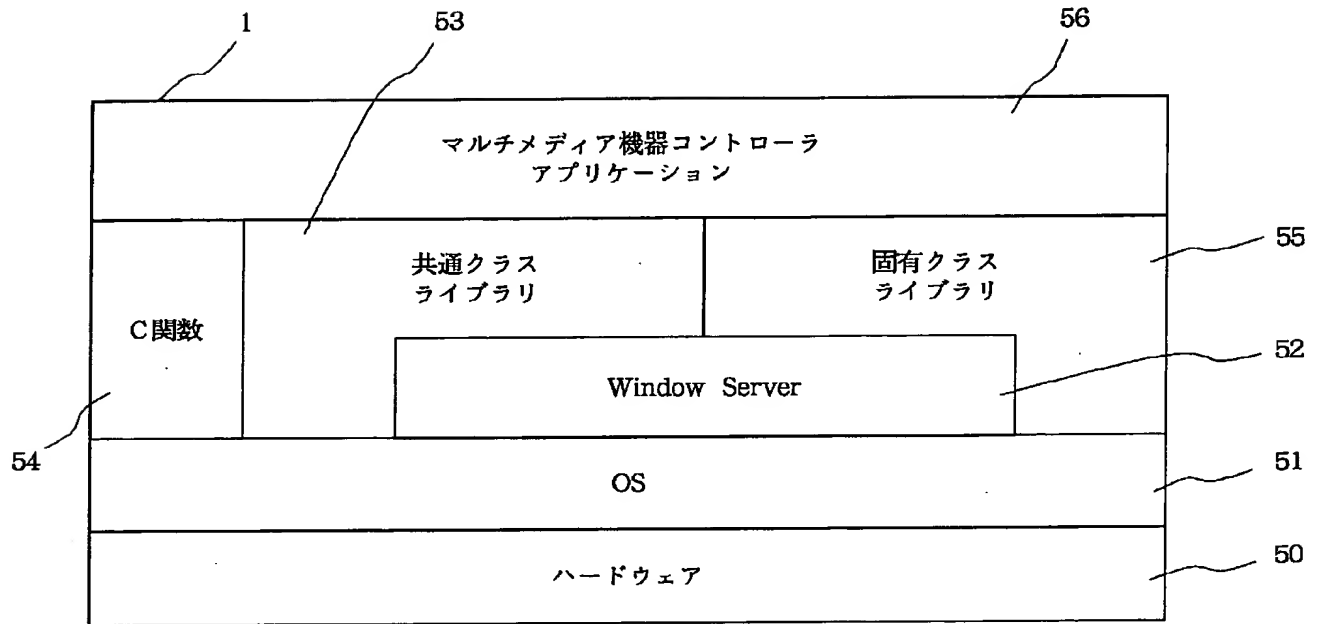 1
53
56
マルチメディア機器コントローラ
アプリケーション
共通クラス
ライブラリ
固有クラス
ライブラリ
55
C関数
Window Server
52
54
OS
51
ハードウェア
50